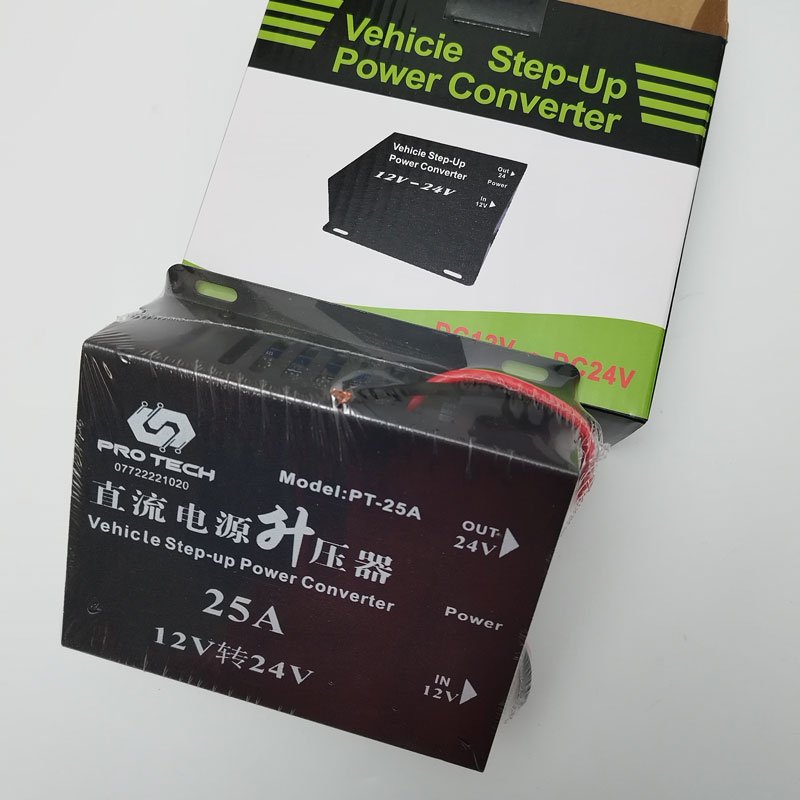 Vehicie Step-Up
Power Converter
Vehicie Step-Up
Power Converter
12V-24V
Out
24
Power
In
12V
DC12V
DC24V
PRO TECH
07722221020
Model:PT-25A
直流电源升压器
Vehicle Step-up Power Converter
25A
12V转24V
OUT
24V
Power
IN
12V